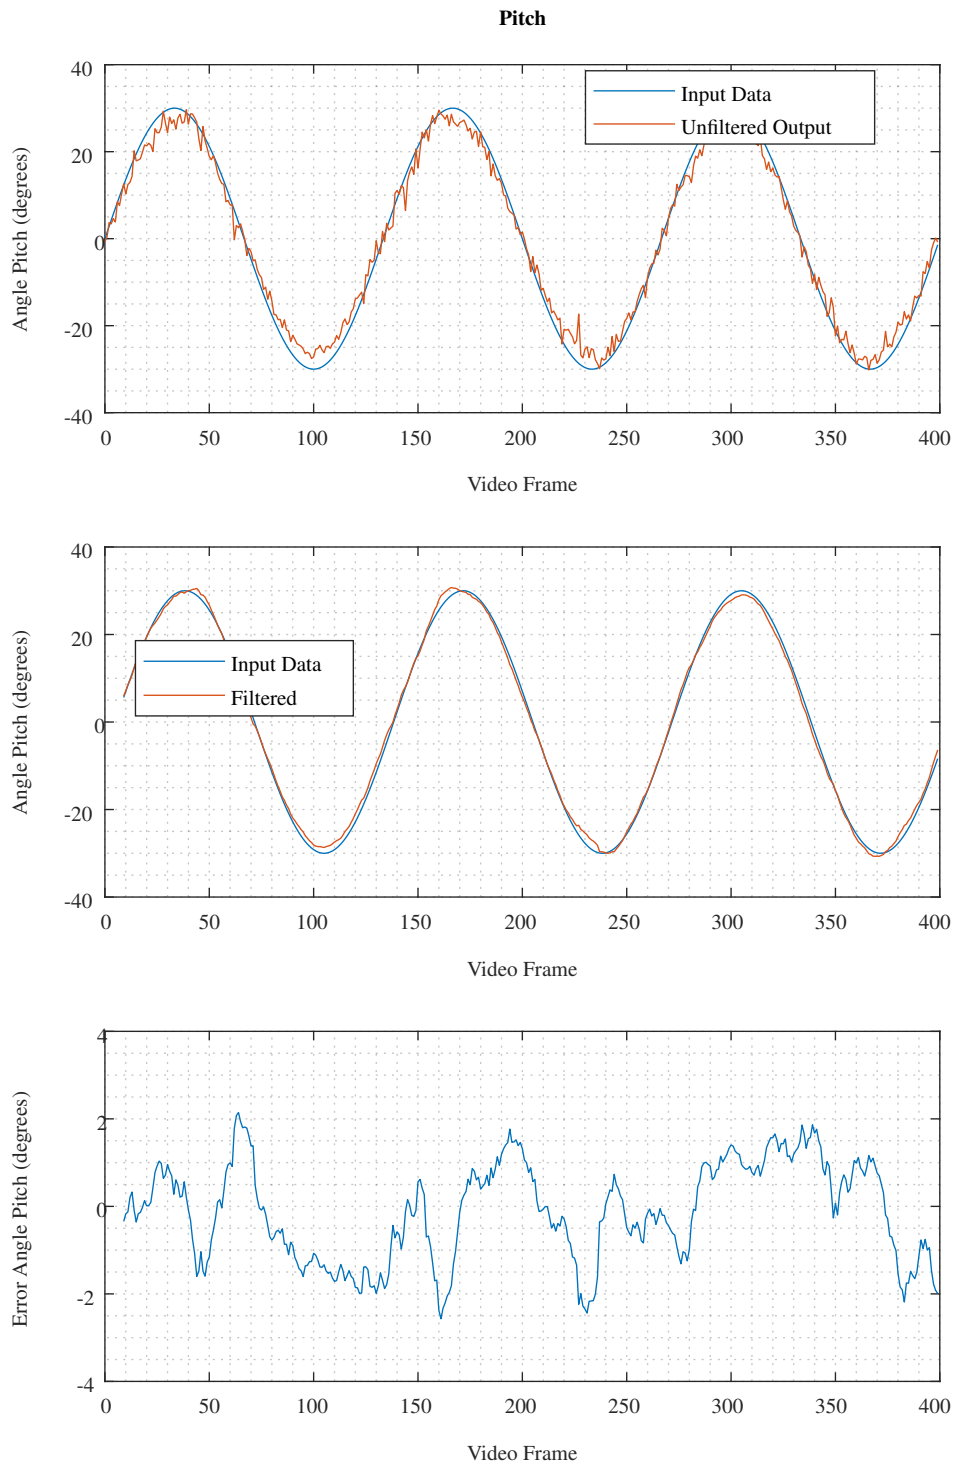 Pitch
40
20
0
-20
-40
Angle Pitch (degrees)
Input Data
Unfiltered Output
0 50 100 150 200 250 300 350 400
Video Frame
40
20
0
-20
-40
Angle Pitch (degrees)
Input Data
Filtered
0 50 100 150 200 250 300 350 400
Video Frame
4
2
0
-2
-4
Error Angle Pitch (degrees)
0 50 100 150 200 250 300 350 400
Video Frame